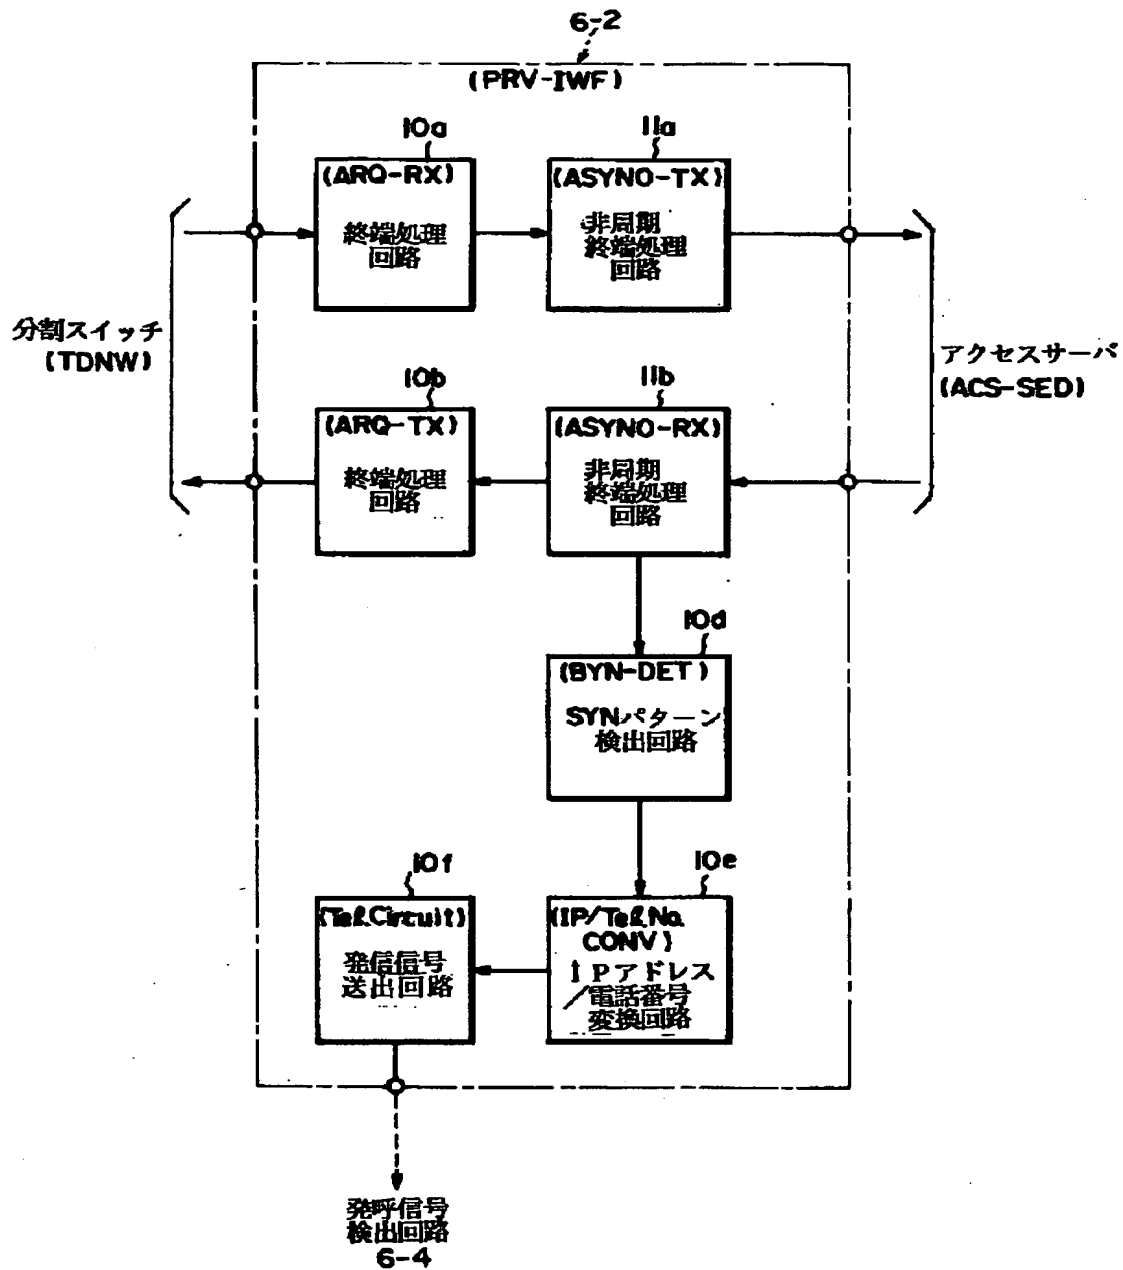 6-2
(PRV-IWF)
10a
11a
(ARQ-RX)
終端処理
回路
(ASYNO-TX)
非周期
終端処理
回路
分割スイッチ
(TDNW)
アクセスサーバ
(ACS-SED)
10b
11b
(ARQ-TX)
終端処理
回路
(ASYNO-RX)
非周期
終端処理
回路
10d
(BYN-DET)
SYNパターン
検出回路
10f
10e
(Tel.Circuit)
発信信号
送出回路
(IP/Tel.No.
CONV)
IPアドレス
/電話番号
変換回路
発呼信号
検出回路
6-4